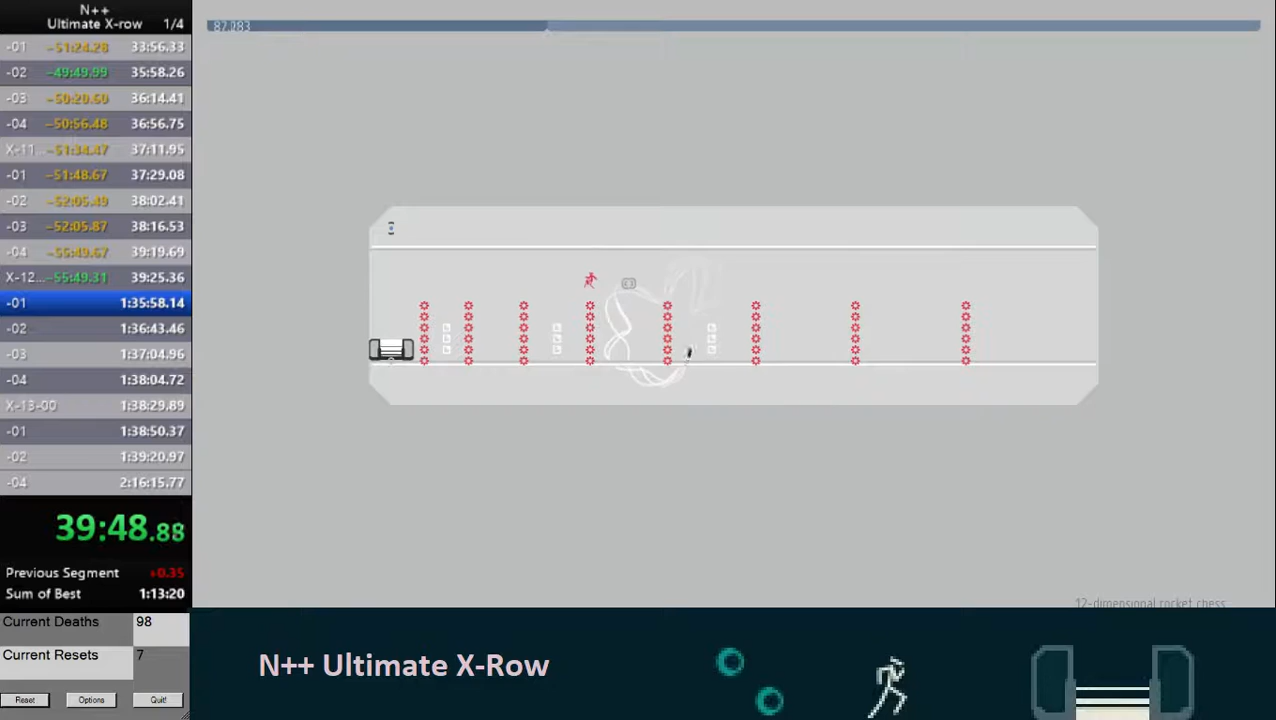 N++
Ultimate X-row 1/4
-01 -51:24.28 33:56.33
-02 -49:49.99 35:58.26
-03 -50:20.50 36:14.41
-04 -50:56.48 36:56.75
X-11... -51:34.47 37:11.95
-01 -51:48.67 37:29.08
-02 -52:05.49 38:02.41
-03 -52:05.87 38:16.53
-04 -55:49.67 39:19.69
X-12... -55:49.31 39:25.36
-01 1:35:58.14
-02 1:36:43.46
-03 1:37:04.96
-04 1:38:04.72
X-13-00 1:38:29.89
-01 1:38:50.37
-02 1:39:20.97
-04 2:16:15.77
39:48.88
Previous Segment +0.35
Sum of Best 1:13:20
Current Deaths 98
Current Resets 7
Reset Options Quit!
87.083
12-dimensional rocket chess
N++ Ultimate X-Row